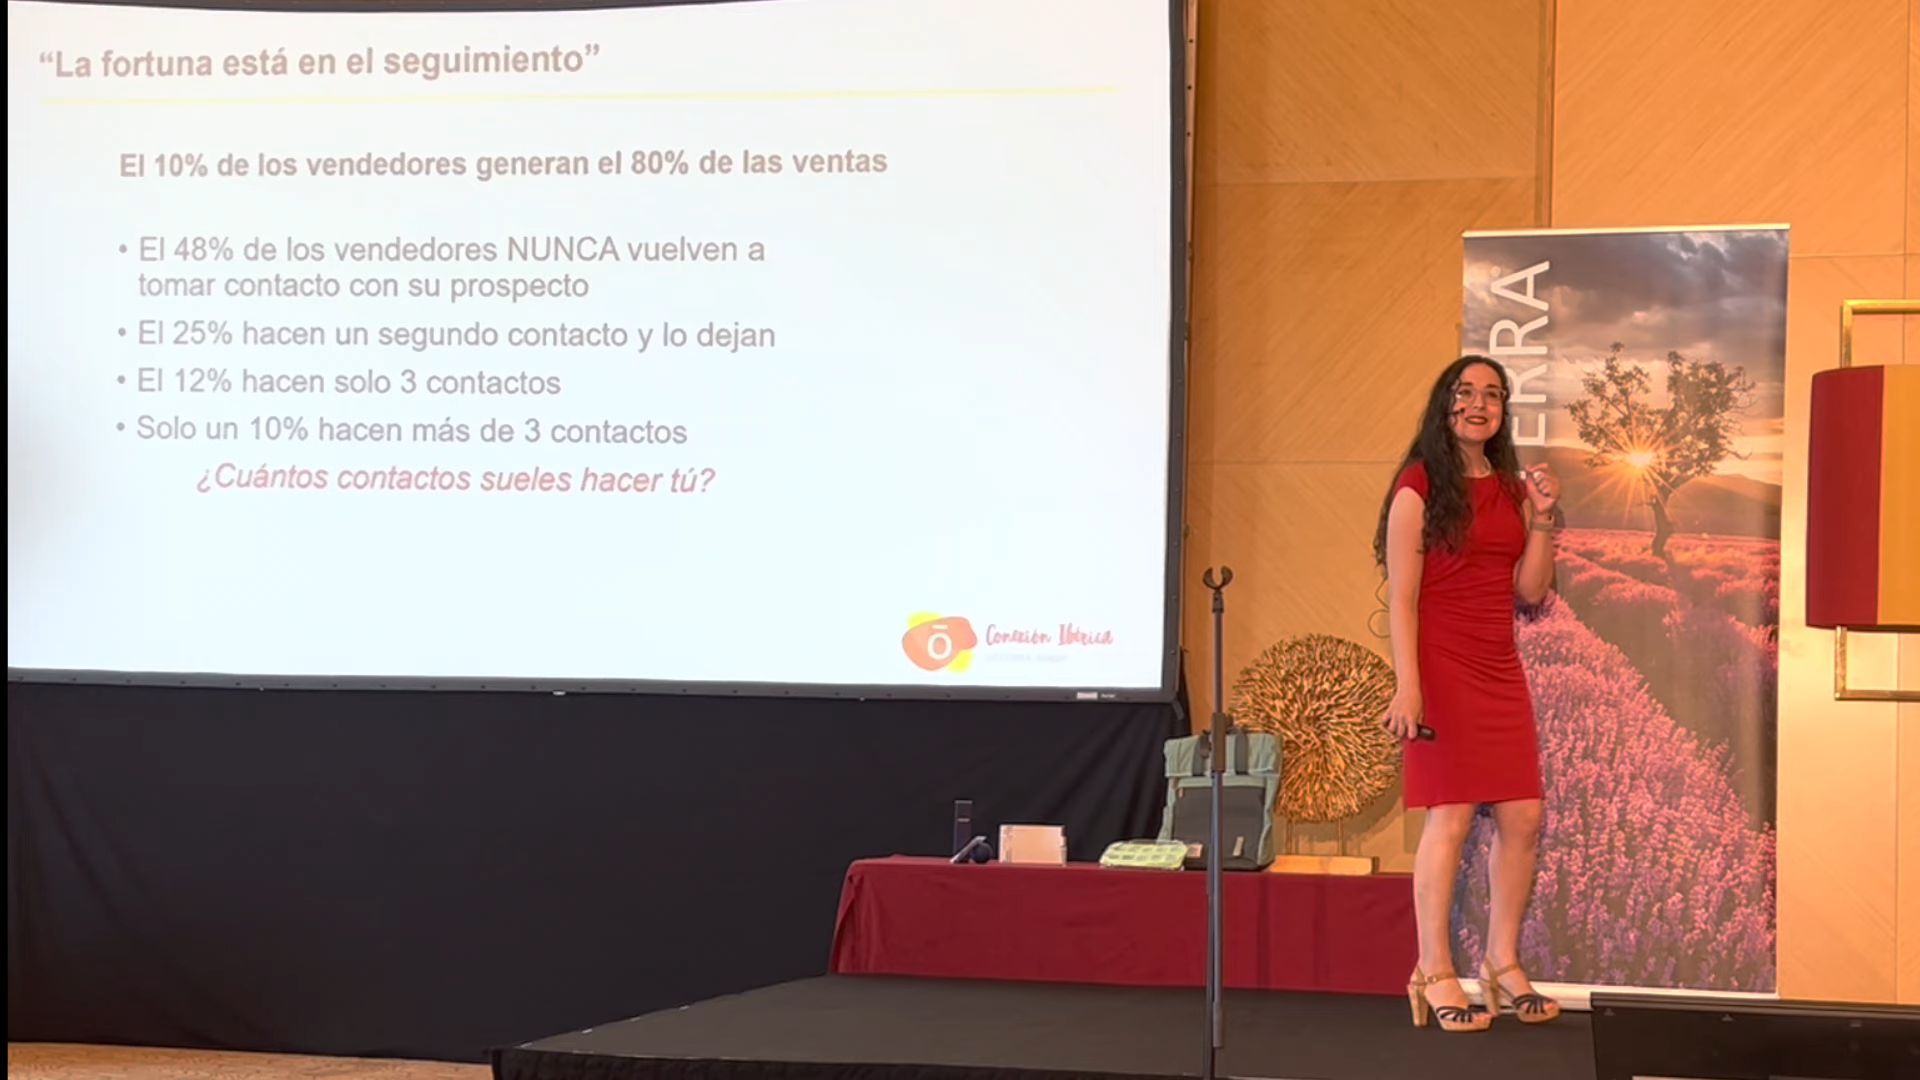 “La fortuna está en el seguimiento”
El 10% de los vendedores generan el 80% de las ventas
• El 48% de los vendedores NUNCA vuelven a
tomar contacto con su prospecto
• El 25% hacen un segundo contacto y lo dejan
• El 12% hacen solo 3 contactos
• Solo un 10% hacen más de 3 contactos
¿Cuántos contactos sueles hacer tú?
ō Conexión Ibérica
ERRA